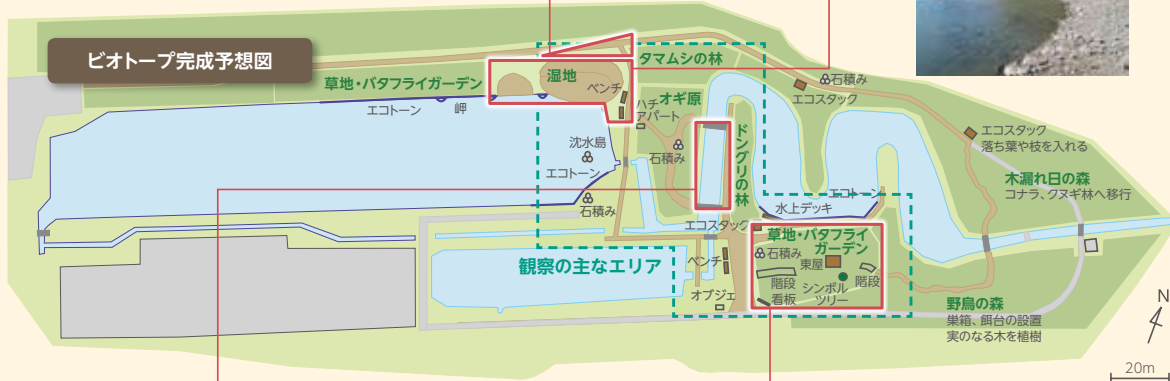 ビオトープ完成予想図
タマムシの林
草地・バタフライガーデン
湿地
ベンチ
エコトーン
岬
ハチ
アパート
オギ原
石積み
エコスタック
石積み
沈水島
エコトーン
石積み
ドングリの林
エコスタック
落ち葉や枝を入れる
木漏れ日の森
コナラ、クヌギ林へ移行
エコトーン
水上デッキ
エコスタック
草地・バタフライ
ガーデン
石積み
東屋
階段
看板
シンボル
ツリー
階段
観察の主なエリア
ベンチ
オブジェ
野鳥の森
巣箱、餌台の設置
実のなる木を植樹
N
20m